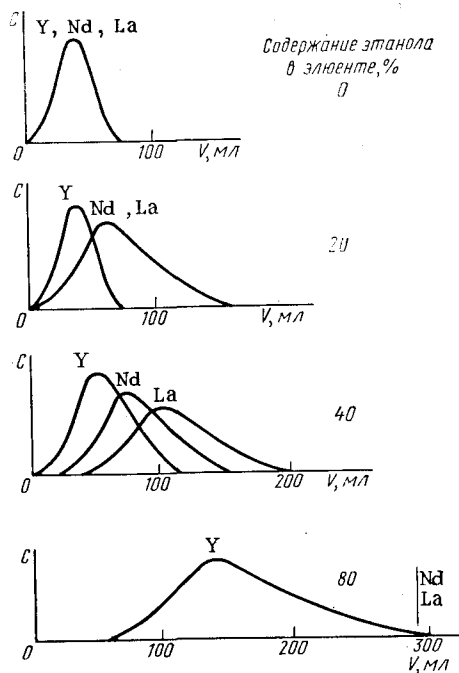 Y, Nd, La
Содержание этанола
в элюенте, %
0
C
0
100
V, мл
Y
Nd, La
20
C
0
100
V, мл
Y
Nd
La
40
C
0
100
200
V, мл
Y
80
Nd
La
C
0
100
200
300
V, мл